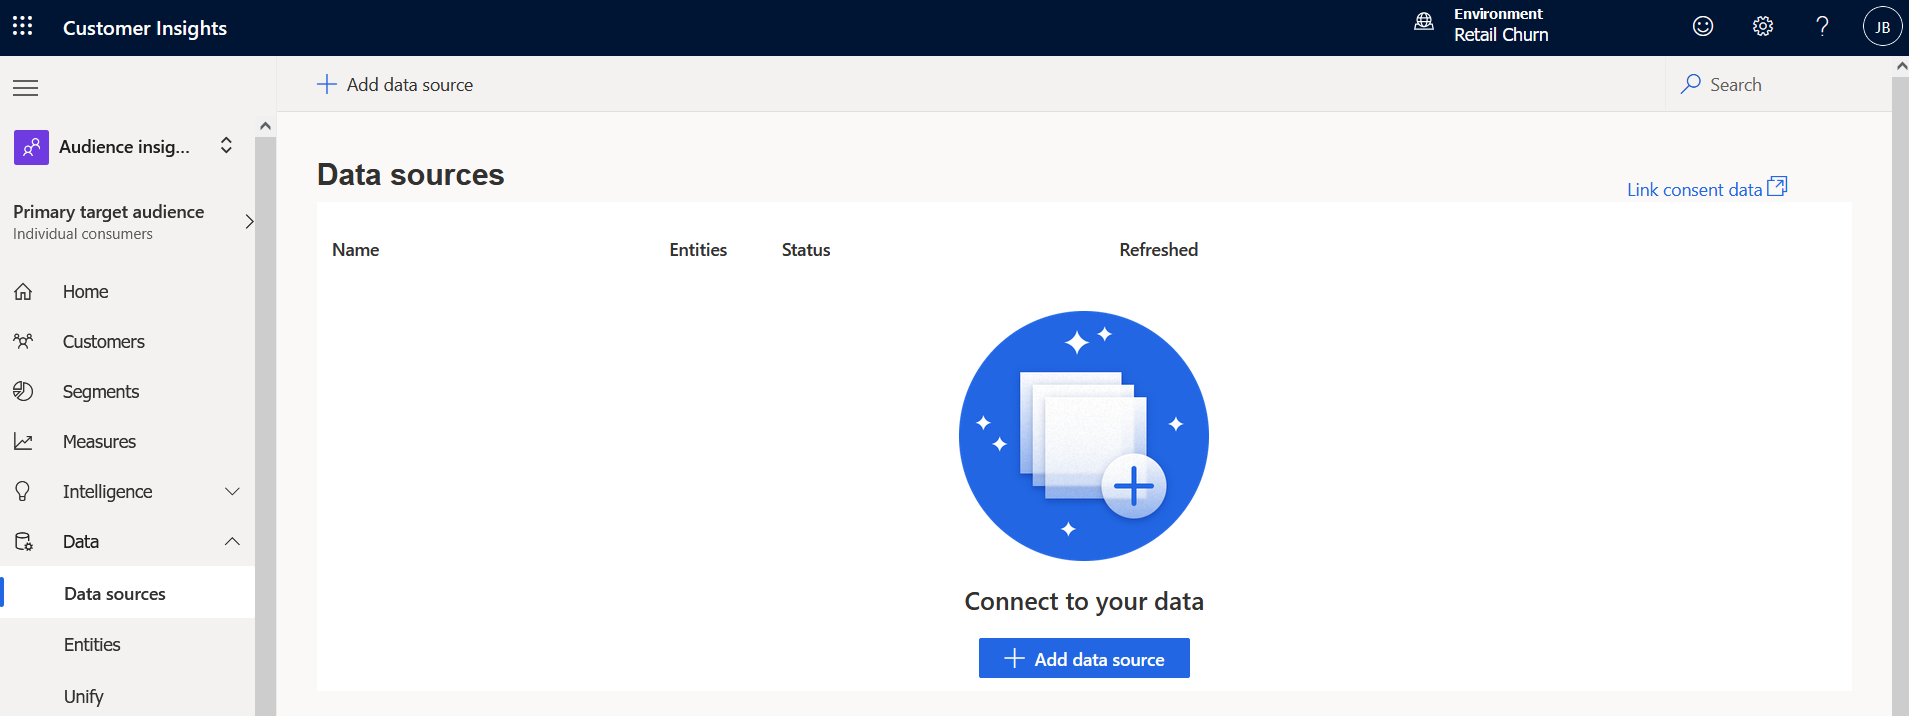 Customer Insights
Environment
Retail Churn
JB
Add data source
Search
Audience insig...
Primary target audience
Individual consumers
Home
Customers
Segments
Measures
Intelligence
Data
Data sources
Entities
Unify
Data sources
Link consent data
Name Entities Status Refreshed
Connect to your data
Add data source